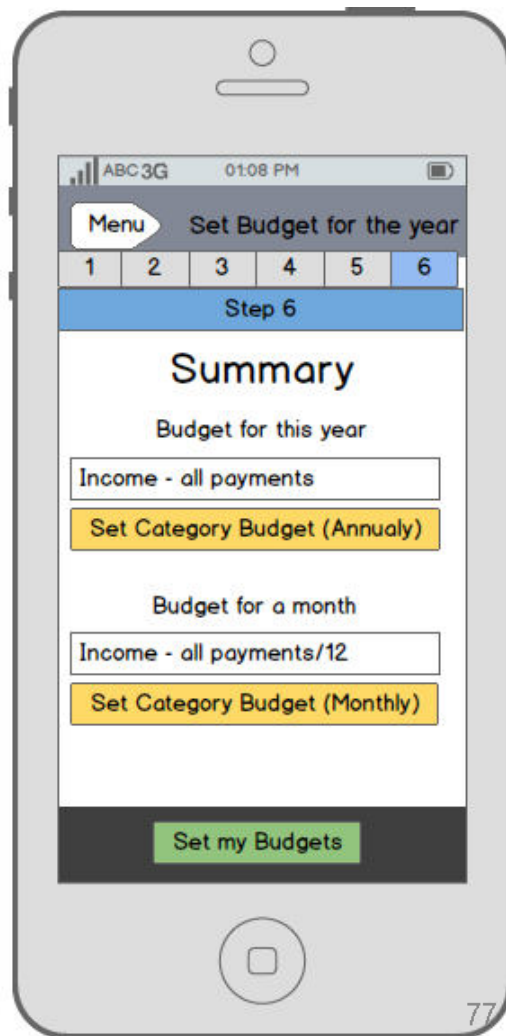 ABC 3G 01:08 PM
Menu Set Budget for the year
1 2 3 4 5 6
Step 6
Summary
Budget for this year
Income - all payments
Set Category Budget (Annualy)
Budget for a month
Income - all payments/12
Set Category Budget (Monthly)
Set my Budgets
77